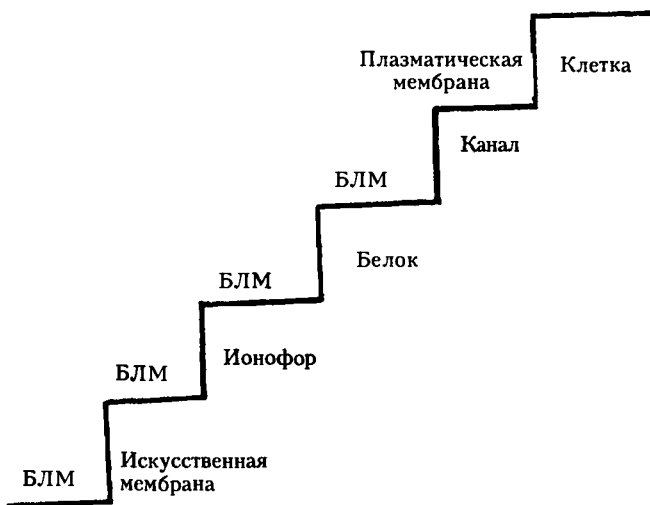 Плазматическая
мембрана
Клетка
Канал
БЛМ
Белок
БЛМ
Ионофор
БЛМ
БЛМ
Искусственная
мембрана